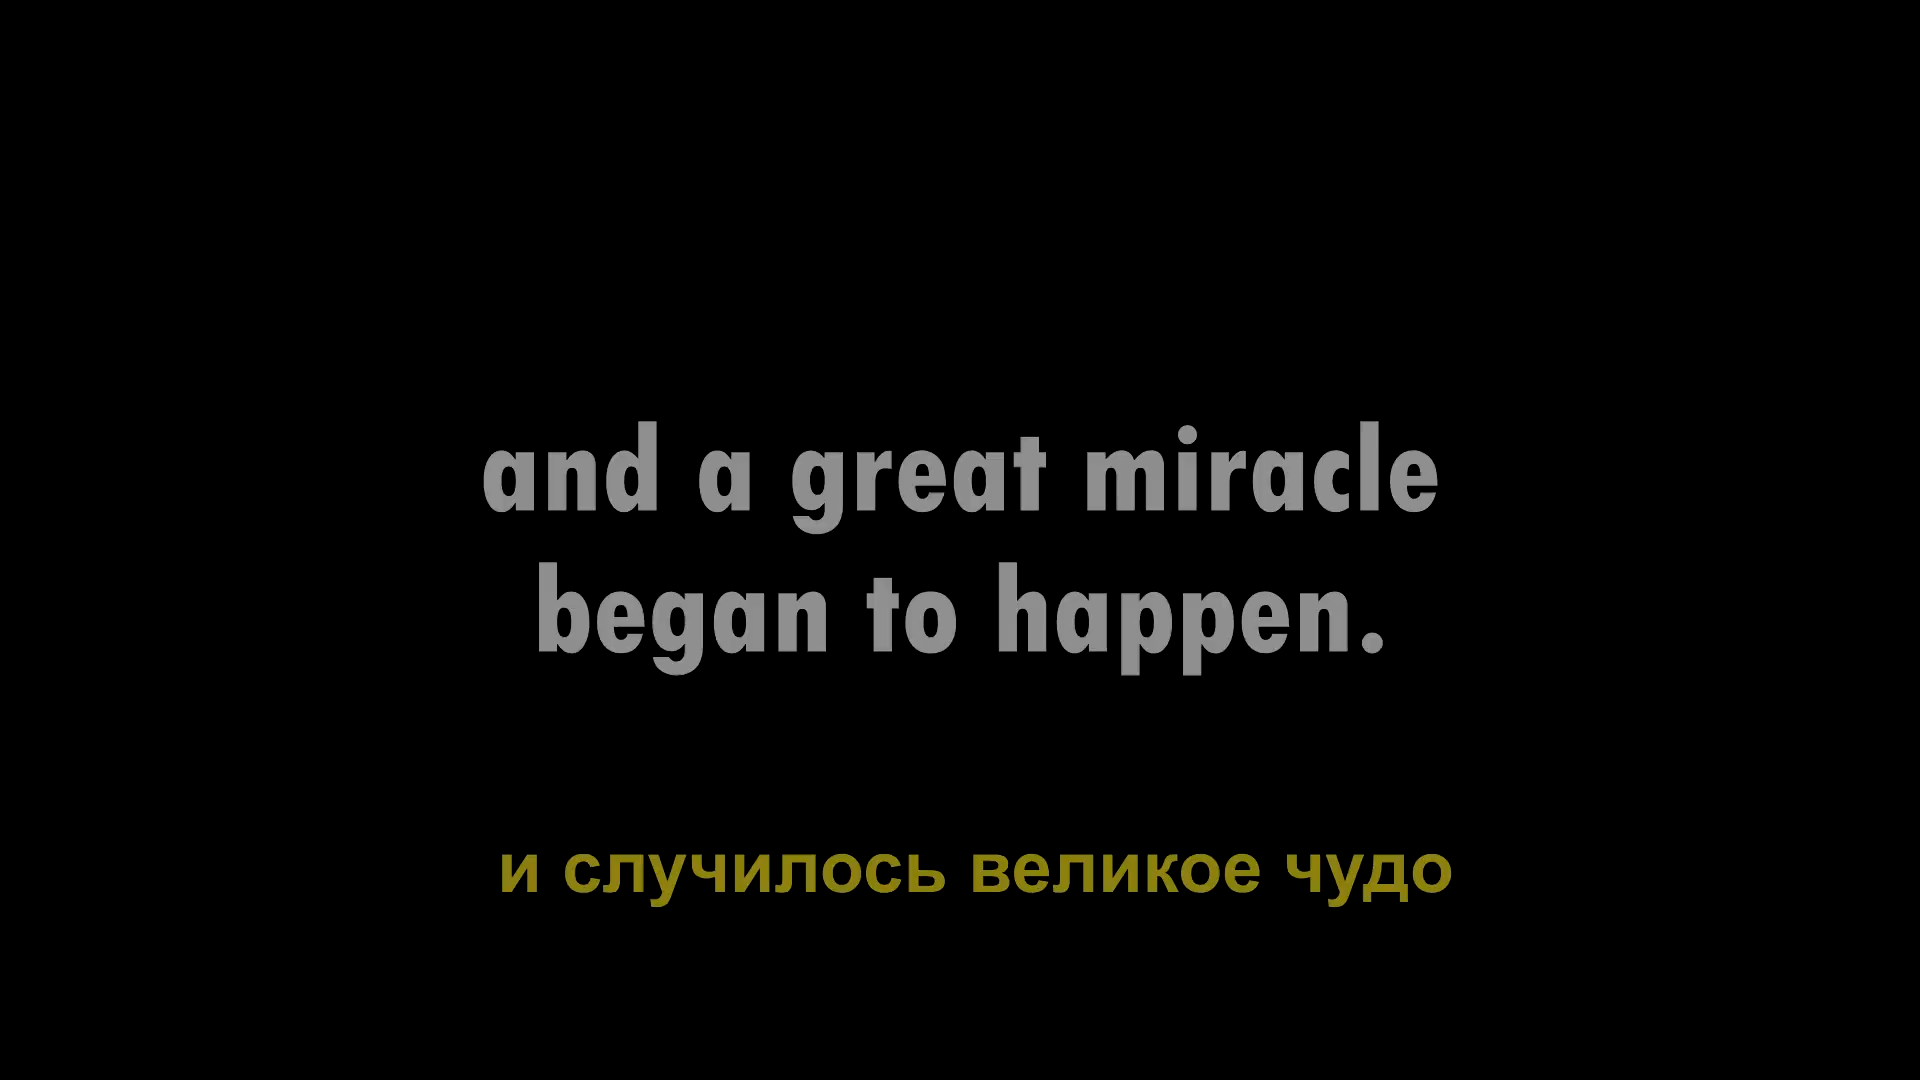 and a great miracle
began to happen.
и случилось великое чудо